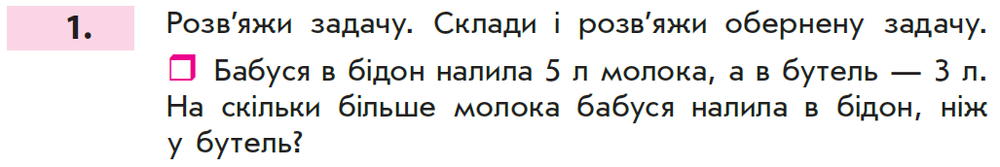 1. Розв’яжи задачу. Склади і розв’яжи обернену задачу.
Бабуся в бідон налила 5 л молока, а в бутель — 3 л.
На скільки більше молока бабуся налила в бідон, ніж
у бутель?